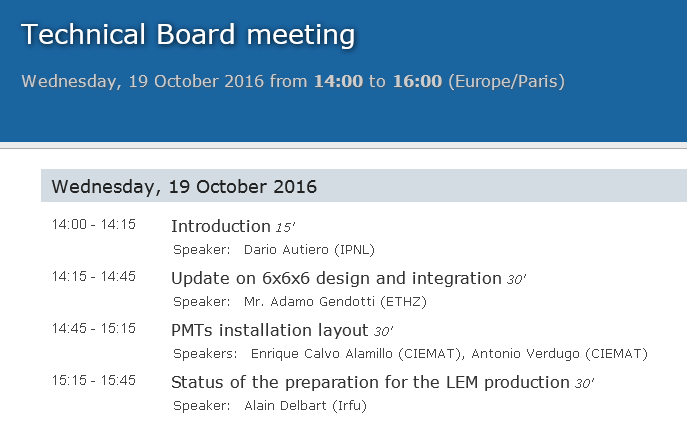 Technical Board meeting
Wednesday, 19 October 2016 from 14:00 to 16:00 (Europe/Paris)
Wednesday, 19 October 2016
14:00 - 14:15 Introduction 15'
Speaker: Dario Autiero (IPNL)
14:15 - 14:45 Update on 6x6x6 design and integration 30'
Speaker: Mr. Adamo Gendotti (ETHZ)
14:45 - 15:15 PMTs installation layout 30'
Speakers: Enrique Calvo Alamillo (CIEMAT), Antonio Verdugo (CIEMAT)
15:15 - 15:45 Status of the preparation for the LEM production 30'
Speaker: Alain Delbart (Irfu)